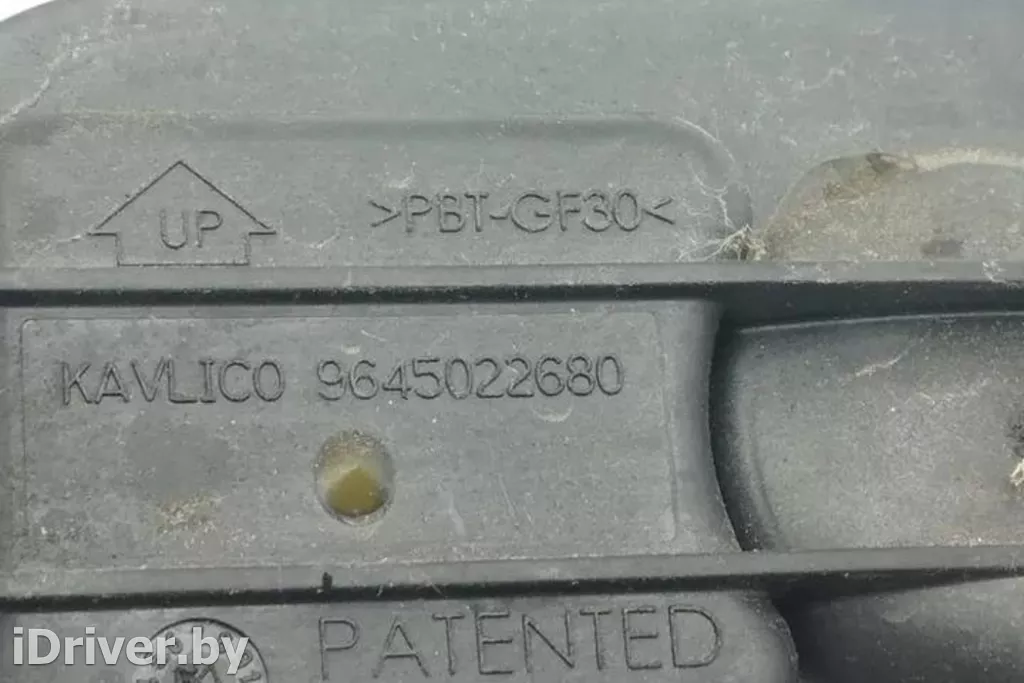 UP >PBT-GF30<
KAVLICO 9645022680
PATENTED
iDriver.by